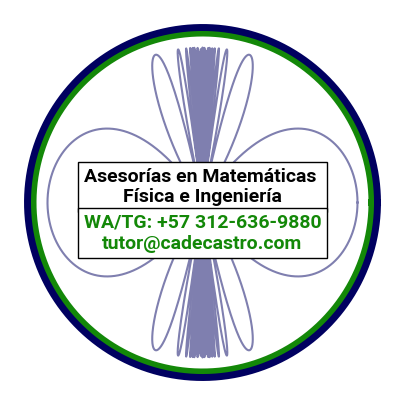 Asesorías en Matemáticas
Física e Ingeniería
WA/TG: +57 312-636-9880
tutor@cadecastro.com